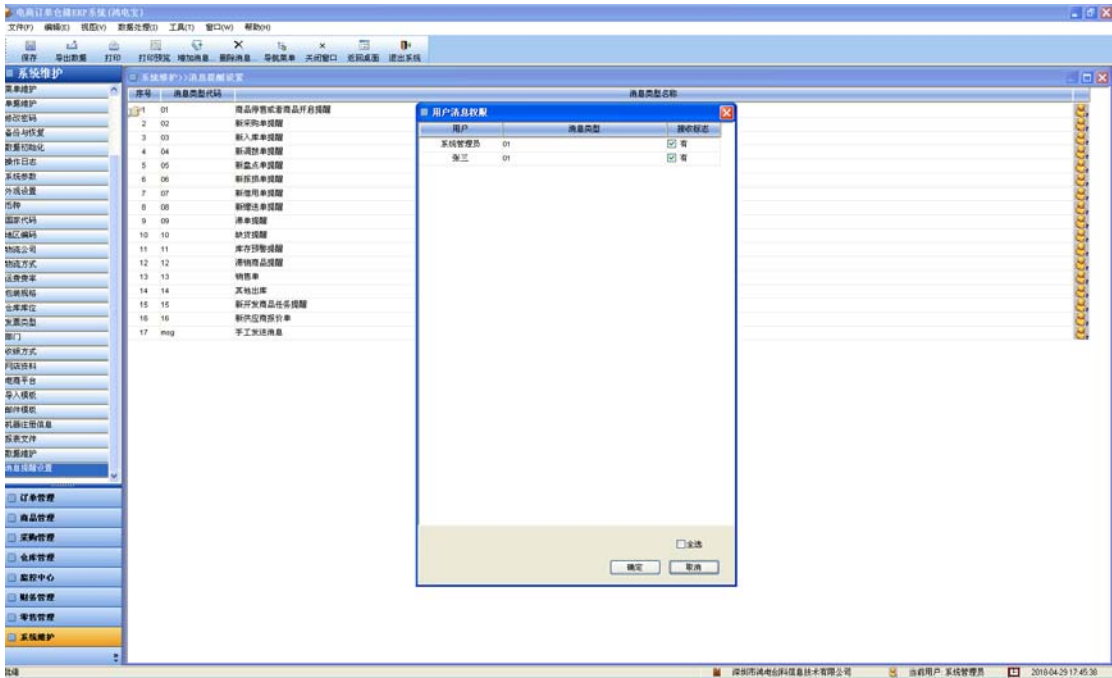 电商订单仓储ERP系统(鸿电宝)
文件(F) 编辑(E) 视图(V) 数据处理(I) 工具(T) 窗口(W) 帮助(H)
保存 导出数据 打印 打印预览 增加消息... 删除消息... 导航菜单 关闭窗口 返回桌面 退出系统
系统维护
菜单维护
单据维护
修改密码
备份与恢复
数据初始化
操作日志
系统参数
外观设置
币种
国家代码
地区编码
物流公司
物流方式
运费费率
包装规格
仓库库位
发票类型
部门
收款方式
网店资料
电商平台
导入模板
邮件模板
机器注册信息
报表文件
数据维护
消息提醒设置
订单管理
商品管理
采购管理
仓库管理
监控中心
财务管理
零售管理
系统维护
系统维护>>消息提醒设置
序号 消息类型代码 消息类型名称
1 01 商品停售或者商品开启提醒
2 02 新采购单提醒
3 03 新入库单提醒
4 04 新调拨单提醒
5 05 新盘点单提醒
6 06 新报损单提醒
7 07 新借用单提醒
8 08 新赠送单提醒
9 09 滞单提醒
10 10 缺货提醒
11 11 库存预警提醒
12 12 滞销商品提醒
13 13 销售单
14 14 其他出库
15 15 新开发商品任务提醒
16 16 新供应商报价单
17 msg 手工发送消息
用户消息权限
用户 消息类型 接收标志
系统管理员 01 有
张三 01 有
全选
确定 取消
就绪 深圳市鸿电创科信息技术有限公司 当前用户: 系统管理员 2018-04-29 17:45:38